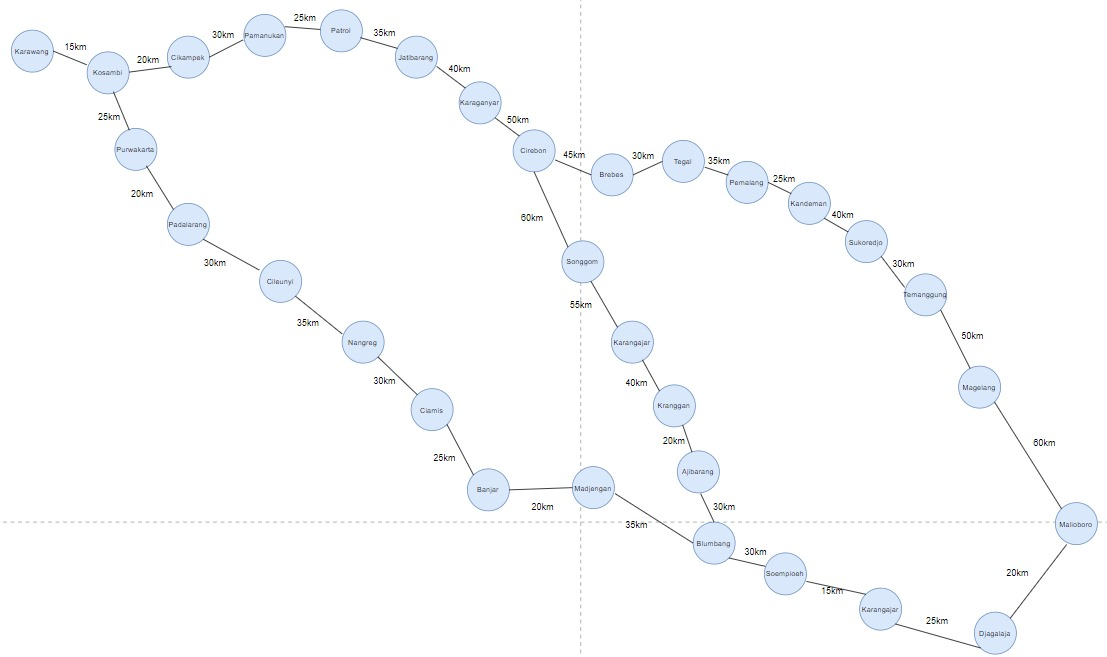 25km
Pamanukan
Patrol
35km
Karawang
15km
30km
Cikampek
Jatibarang
20km
Kosambi
40km
Karaganyar
25km
50km
Purwakarta
Cirebon
45km
30km
Tegal
35km
Brebes
Pemalang
25km
20km
Kandeman
40km
Padalarang
60km
Sukoredjo
30km
Songgom
30km
Cileunyi
Temanggung
55km
35km
50km
Nangreg
Karangajar
30km
40km
Magelang
Ciamis
Kranggan
25km
20km
60km
Ajibarang
Banjar
Madjengan
20km
30km
35km
Malioboro
Blumbang
30km
Soempioeh
20km
15km
Karangajar
25km
Djagalaja